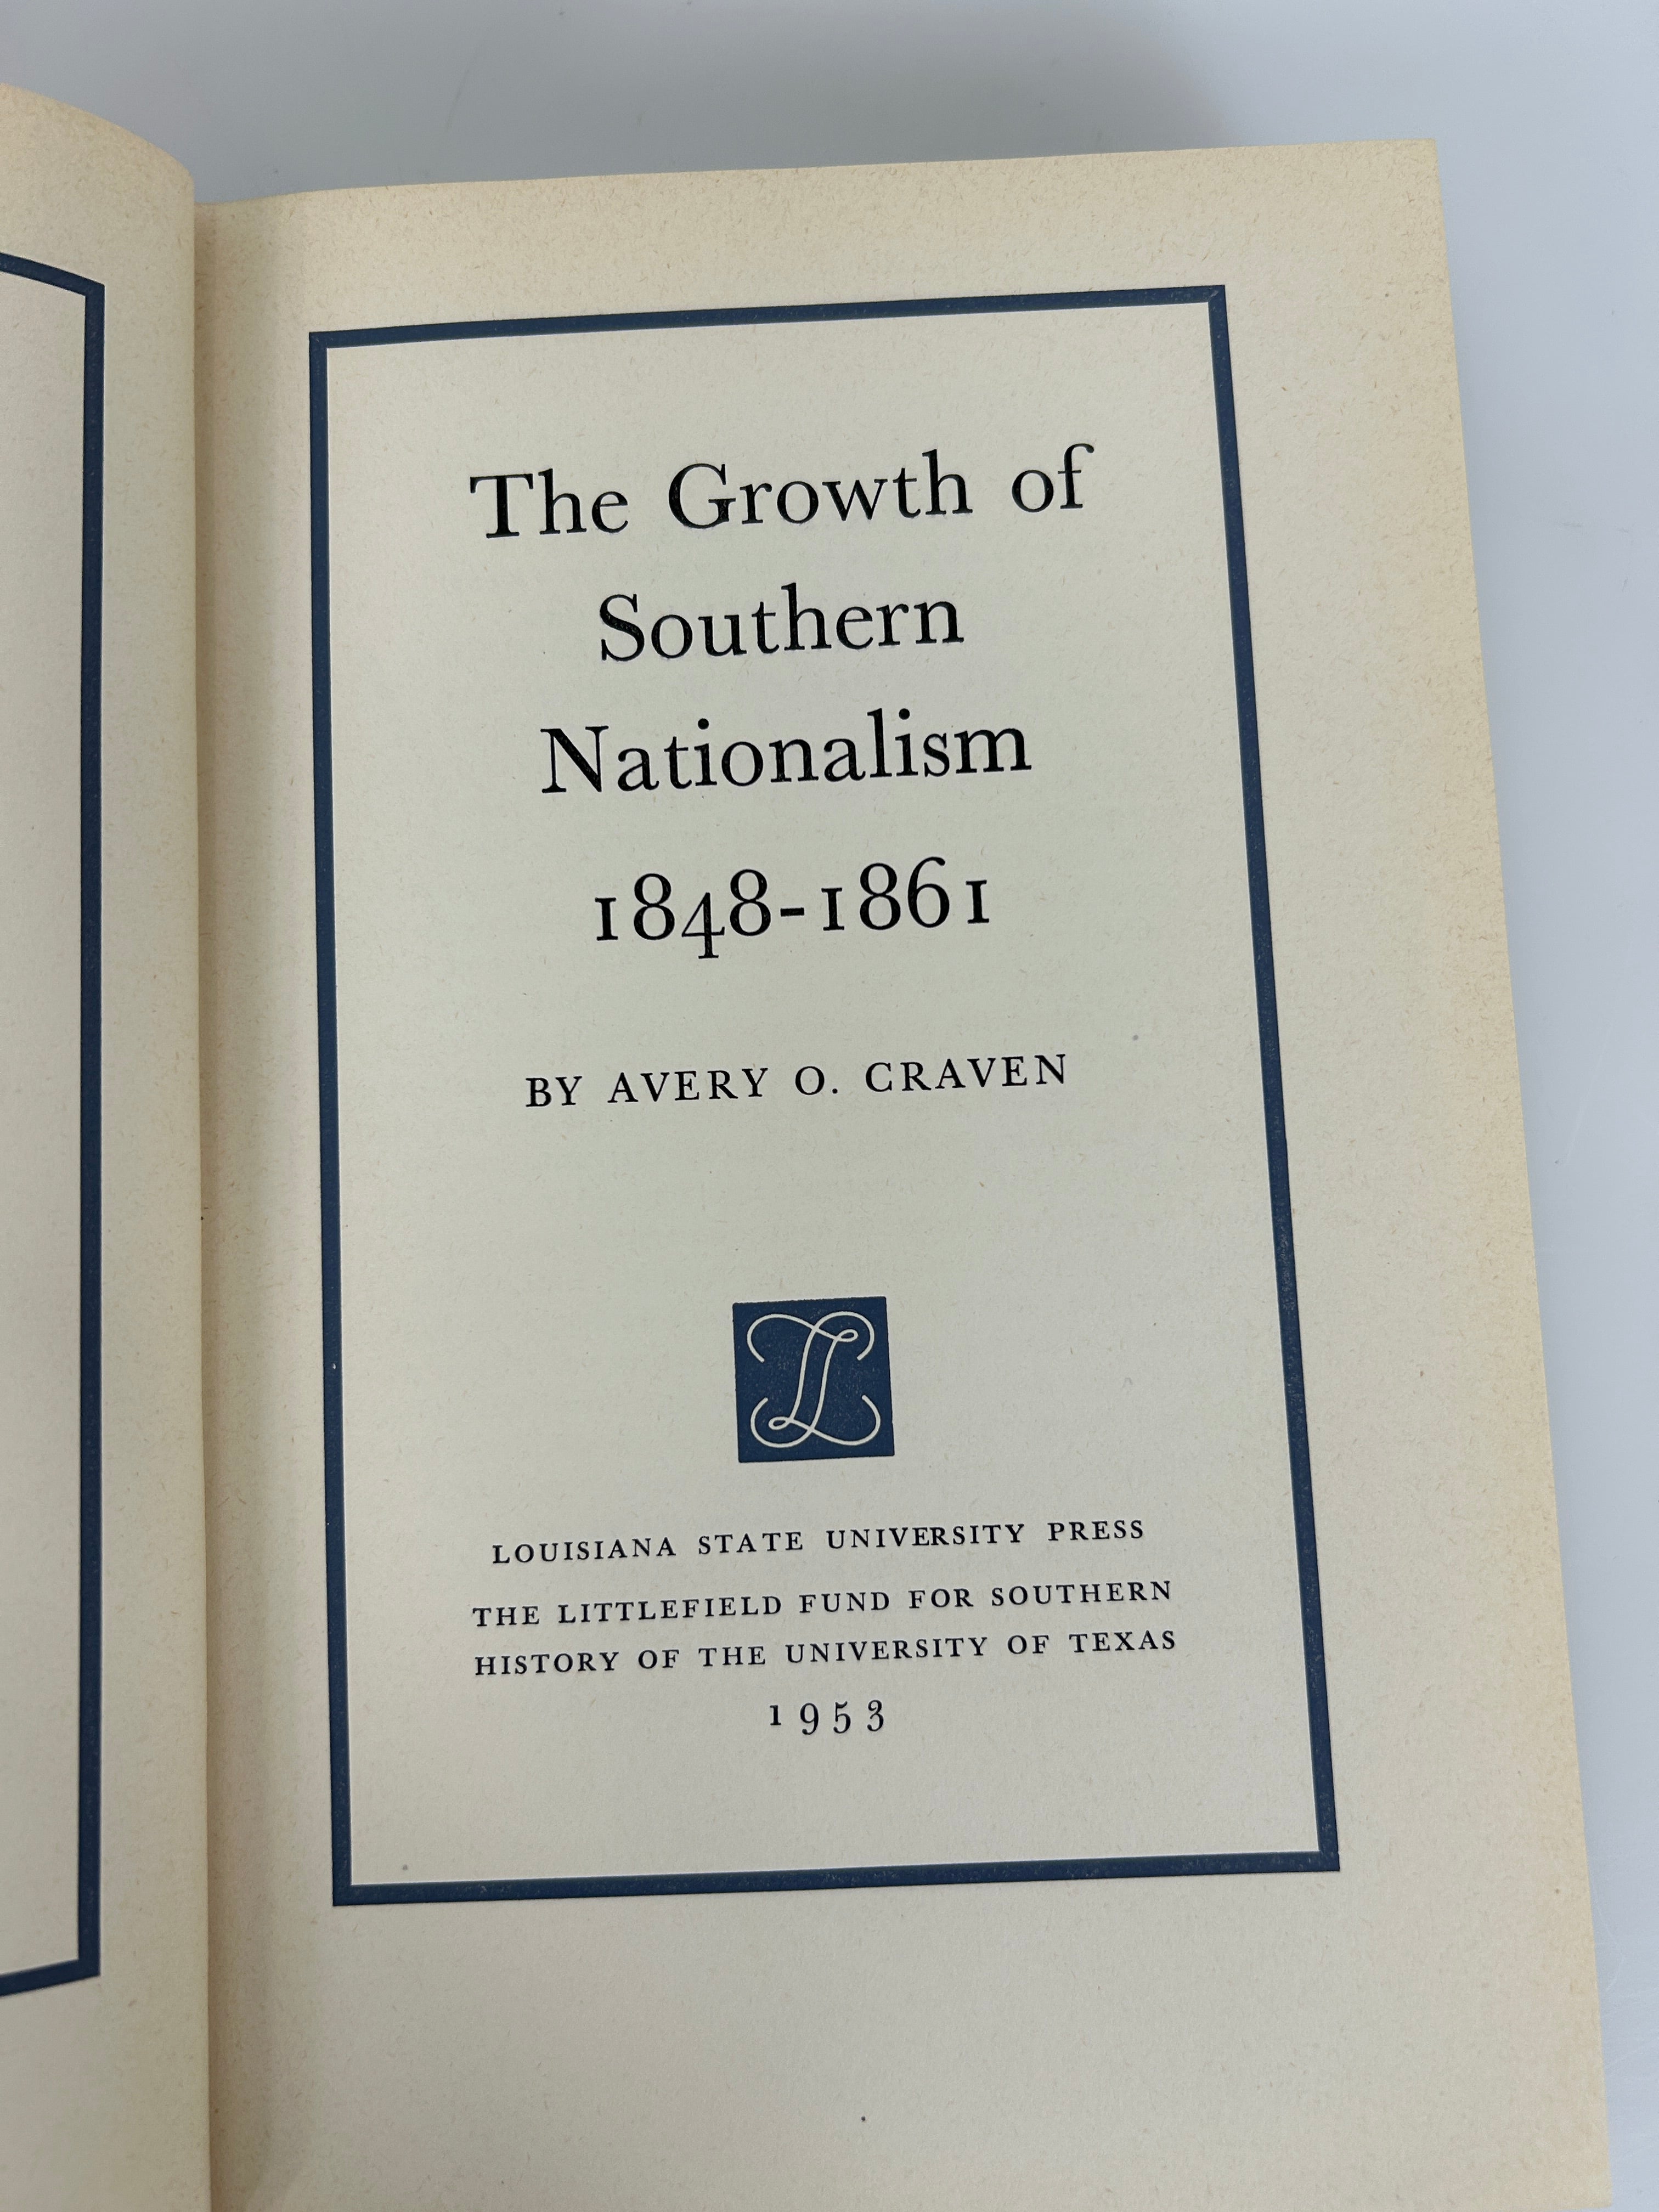 The Growth of
Southern
Nationalism
1848-1861
BY AVERY O. CRAVEN
L
LOUISIANA STATE UNIVERSITY PRESS
THE LITTLEFIELD FUND FOR SOUTHERN
HISTORY OF THE UNIVERSITY OF TEXAS
1953